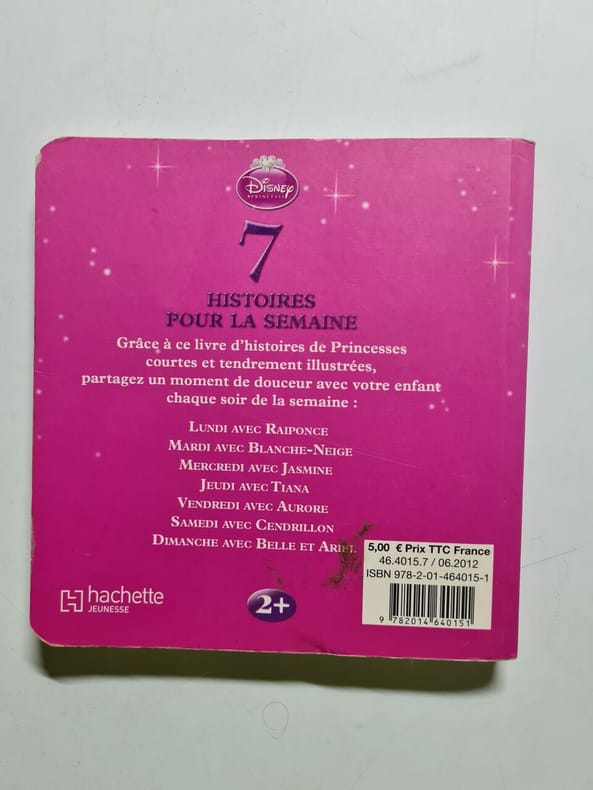 Disney
PRINCESSE
7
HISTOIRES
POUR LA SEMAINE
Grâce à ce livre d'histoires de Princesses
courtes et tendrement illustrées,
partagez un moment de douceur avec votre enfant
chaque soir de la semaine :
LUNDI AVEC RAIPONCE
MARDI AVEC BLANCHE-NEIGE
MERCREDI AVEC JASMINE
JEUDI AVEC TIANA
VENDREDI AVEC AURORE
SAMEDI AVEC CENDRILLON
DIMANCHE AVEC BELLE ET ARIEL
5,00 € Prix TTC France
46.4015.7 / 06.2012
ISBN 978-2-01-464015-1
9 782014 640151
hachette
JEUNESSE
2+